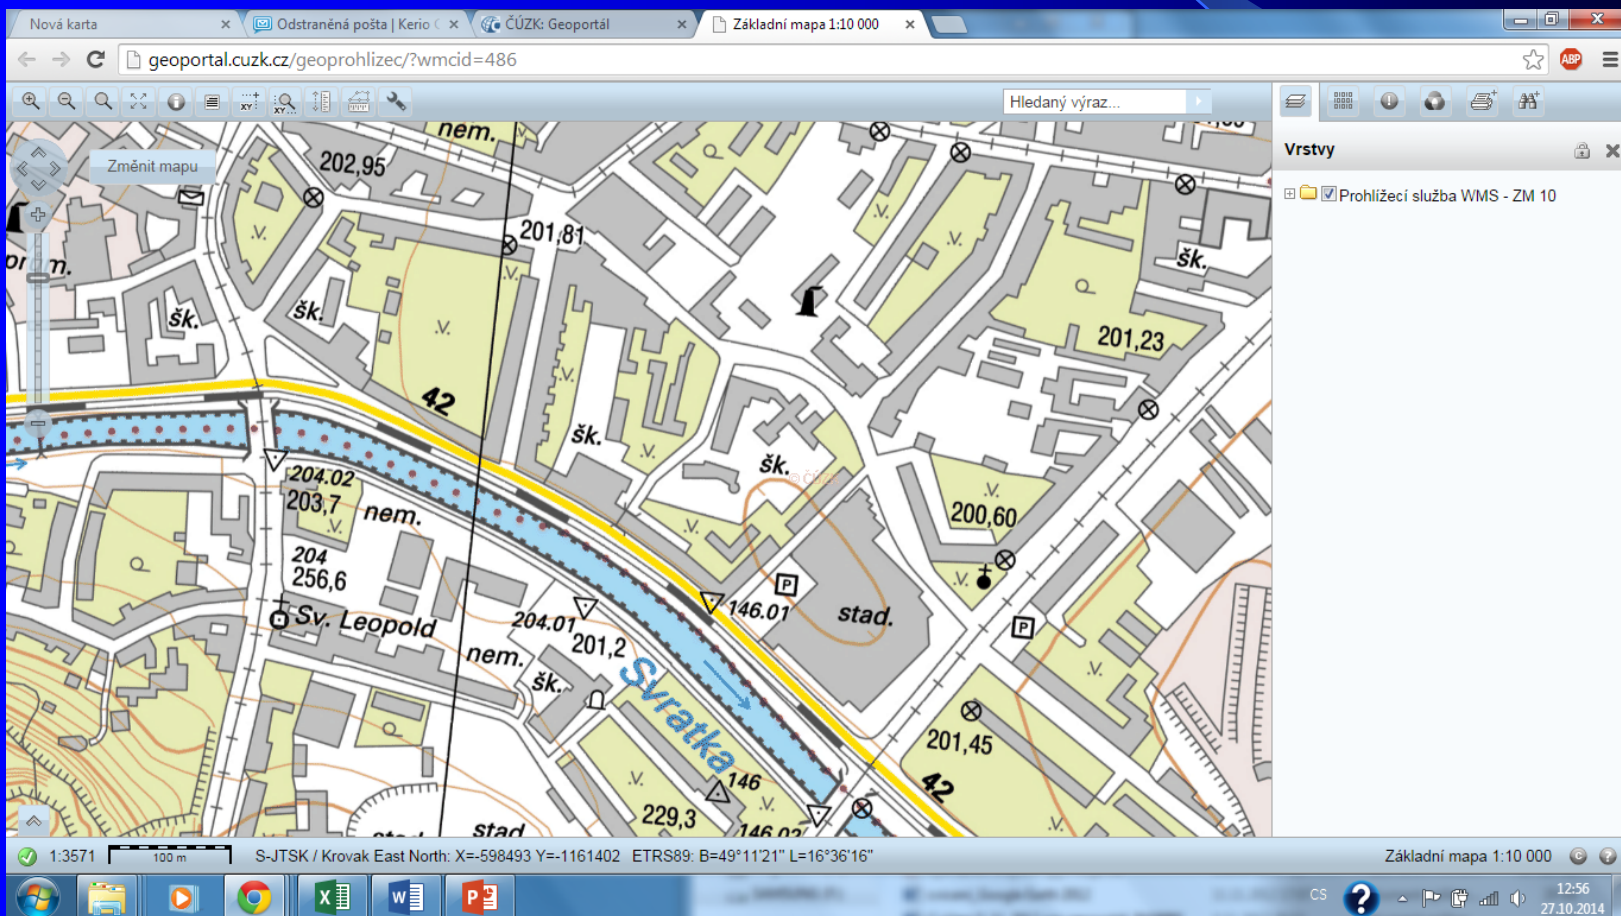 Nová karta
Odstraněná pošta | Kerio
ČÚZK: Geoportál
Základní mapa 1:10 000
geoportal.cuzk.cz/geoprohlizec/?wmcid=486
ABP
Hledaný výraz...
Změnit mapu
Vrstvy
Prohlížecí služba WMS - ZM 10
nem.
202,95
201,81
šk.
šk.
šk.
201,23
42
šk.
šk.
© ČÚZK
204.02
203,7
nem.
200,60
204
256,6
Sv. Leopold
204.01
201,2
146.01
stad.
P
P
nem.
šk.
Svratka
201,45
42
146
229,3
146.02
stad
1:3571
100 m
S-JTSK / Krovak East North: X=-598493 Y=-1161402 ETRS89: B=49°11'21" L=16°36'16"
Základní mapa 1:10 000
CS
12:56
27.10.2014